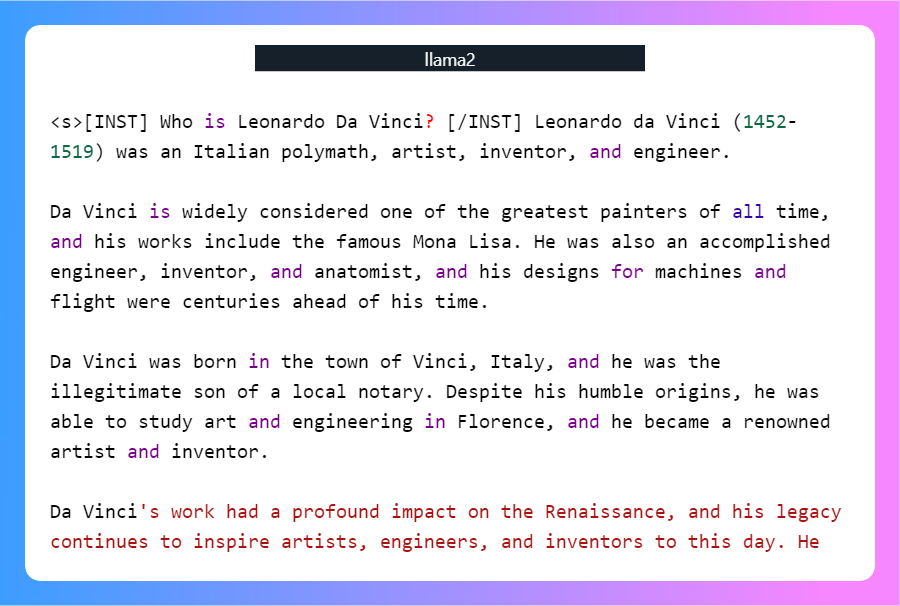 llama2
<s>[INST] Who is Leonardo Da Vinci? [/INST] Leonardo da Vinci (1452-
1519) was an Italian polymath, artist, inventor, and engineer.
Da Vinci is widely considered one of the greatest painters of all time,
and his works include the famous Mona Lisa. He was also an accomplished
engineer, inventor, and anatomist, and his designs for machines and
flight were centuries ahead of his time.
Da Vinci was born in the town of Vinci, Italy, and he was the
illegitimate son of a local notary. Despite his humble origins, he was
able to study art and engineering in Florence, and he became a renowned
artist and inventor.
Da Vinci's work had a profound impact on the Renaissance, and his legacy
continues to inspire artists, engineers, and inventors to this day. He